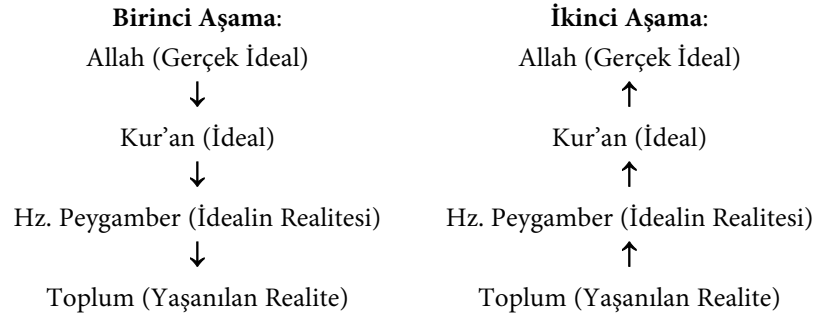 Birinci Aşama:
Allah (Gerçek İdeal)
↓
Kur’an (İdeal)
↓
Hz. Peygamber (İdealin Realitesi)
↓
Toplum (Yaşanılan Realite)
İkinci Aşama:
Allah (Gerçek İdeal)
↑
Kur’an (İdeal)
↑
Hz. Peygamber (İdealin Realitesi)
↑
Toplum (Yaşanılan Realite)